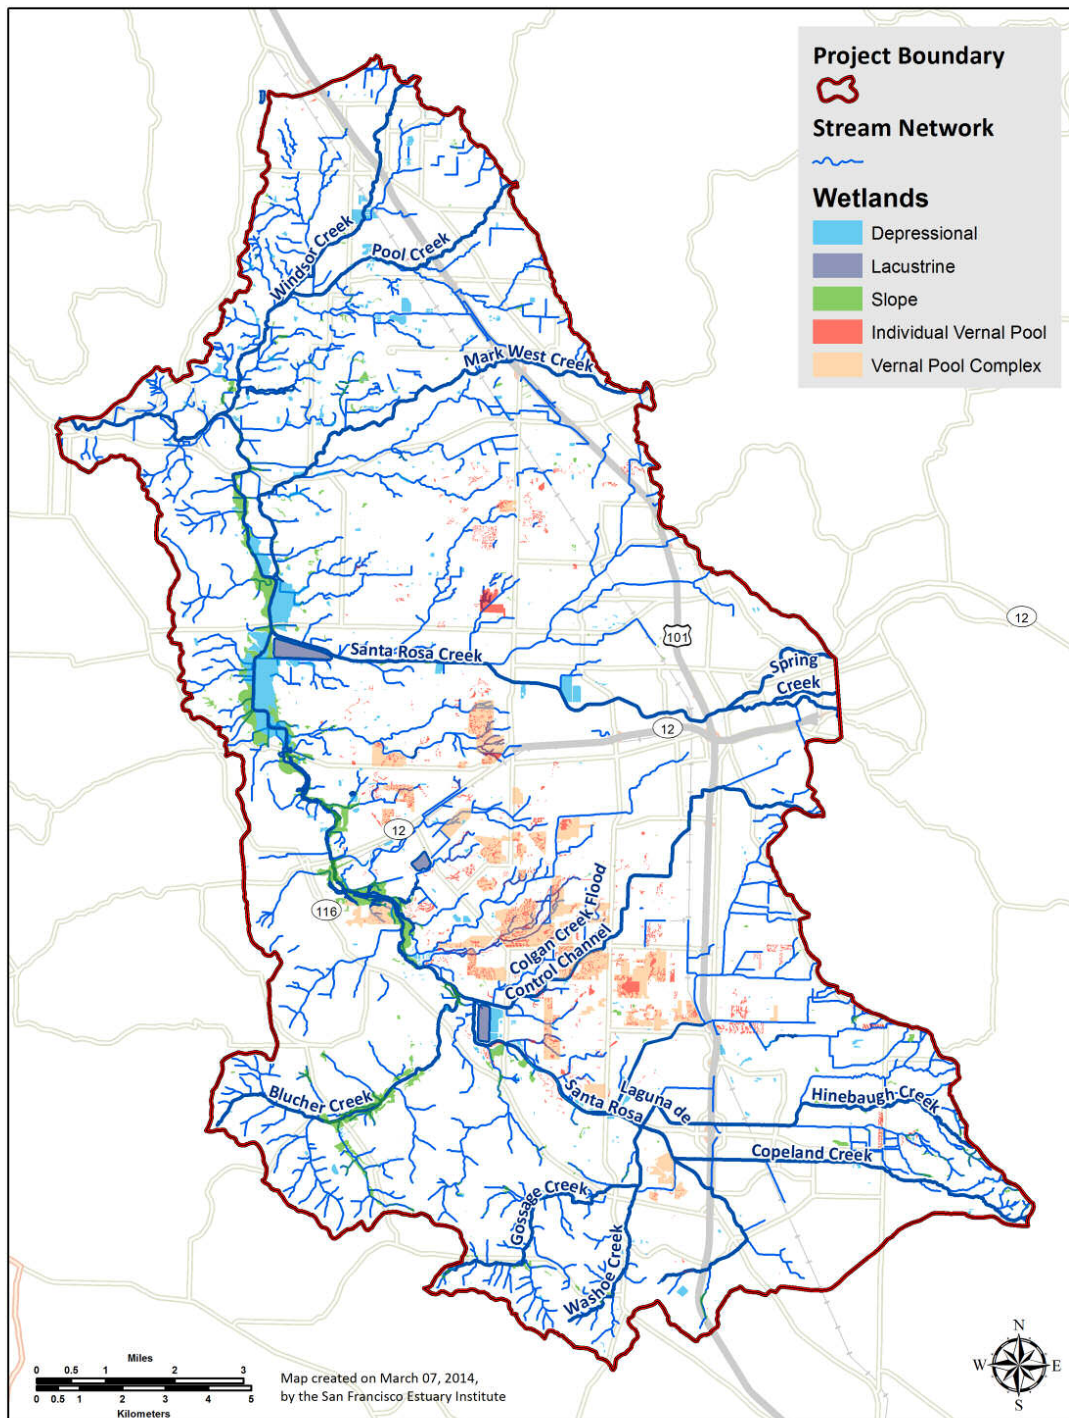 Project Boundary
Stream Network
Wetlands
Depressional
Lacustrine
Slope
Individual Vernal Pool
Vernal Pool Complex
Windsor Creek
Pool Creek
Mark West Creek
12
101
Santa Rosa Creek
Spring
Creek
12
12
116
Colgan Creek Flood
Control Channel
Blucher Creek
Laguna de
Santa Rosa
Hinebaugh Creek
Copeland Creek
Gossage Creek
Washoe Creek
Miles
0 0.5 1 2 3
0 0.5 1 2 3 4 5
Kilometers
Map created on March 07, 2014,
by the San Francisco Estuary Institute
N
W E
S